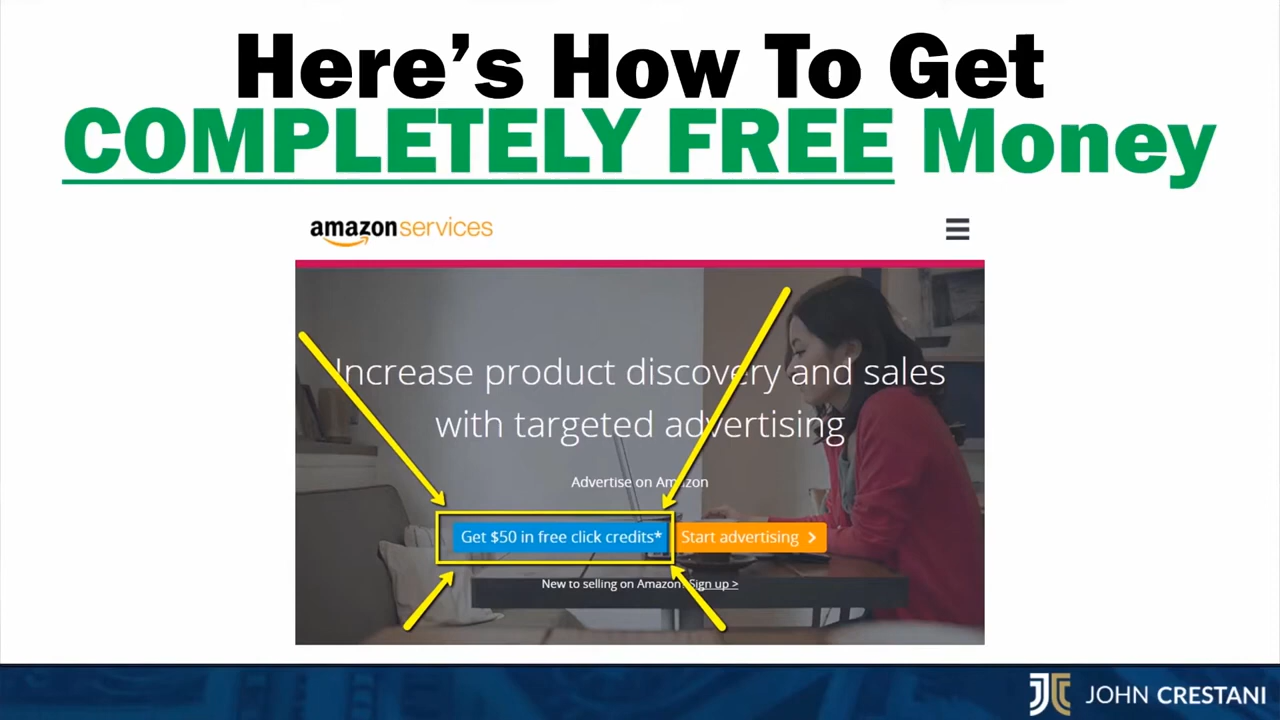 Here’s How To Get
COMPLETELY FREE Money
amazonservices
Increase product discovery and sales
with targeted advertising
Advertise on Amazon
Get $50 in free click credits*
Start advertising >
New to selling on Amazon? Sign up >
JC JOHN CRESTANI